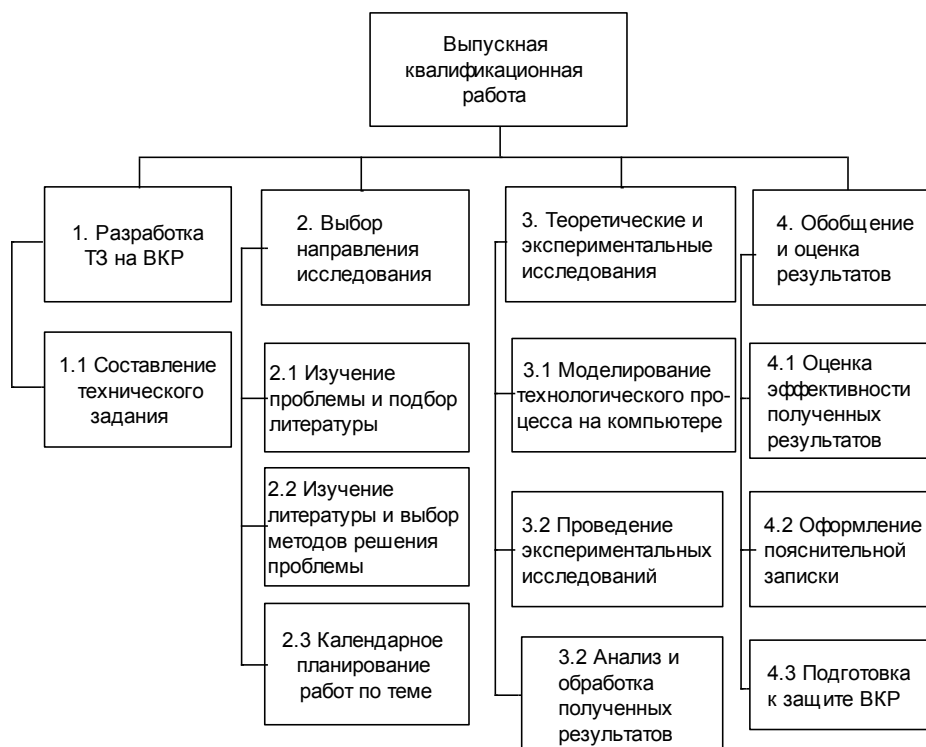 Выпускная
квалификационная
работа
1. Разработка
ТЗ на ВКР
2. Выбор
направления
исследования
3. Теоретические и
экспериментальные
исследования
4. Обобщение
и оценка
результатов
1.1 Составление
технического
задания
2.1 Изучение
проблемы и подбор
литературы
3.1 Моделирование
технологического про-
цесса на компьютере
4.1 Оценка
эффективности
полученных
результатов
2.2 Изучение
литературы и выбор
методов решения
проблемы
3.2 Проведение
экспериментальных
исследований
4.2 Оформление
пояснительной
записки
2.3 Календарное
планирование
работ по теме
3.2 Анализ и
обработка
полученных
результатов
4.3 Подготовка
к защите ВКР